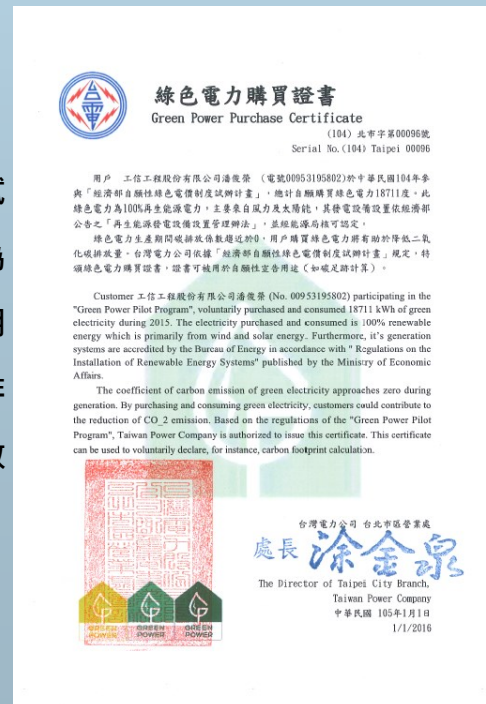 台電
綠色電力購買證書
Green Power Purchase Certificate
(104) 北市字第00096號
Serial No.(104) Taipei 00096
用戶 工信工程股份有限公司潘俊榮 (電號00953195802)於中華民國104年參
與「經濟部自願性綠色電價制度試辦計畫」，總計自願購買綠色電力18711度。此
綠色電力為100%再生能源電力，主要來自風力及太陽能，其發電設備設置依經濟部
公告之「再生能源發電設備設置管理辦法」，並經能源局核可認定。
綠色電力生產期間碳排放係數趨近於0，用戶購買綠色電力將有助於降低二氧
化碳排放量。台灣電力公司依據「經濟部自願性綠色電價制度試辦計畫」規定，特
頒綠色電力購買證書，證書可被用於自願性宣告用途（如碳足跡計算）。
Customer 工信工程股份有限公司潘俊榮 (No. 00953195802) participating in the
"Green Power Pilot Program", voluntarily purchased and consumed 18711 kWh of green
electricity during 2015. The electricity purchased and consumed is 100% renewable
energy which is primarily from wind and solar energy. Furthermore, it's generation
systems are accredited by the Bureau of Energy in accordance with " Regulations on the
Installation of Renewable Energy Systems" published by the Ministry of Economic
Affairs.
The coefficient of carbon emission of green electricity approaches zero during
generation. By purchasing and consuming green electricity, customers could contribute to
the reduction of CO_2 emission. Based on the regulations of the "Green Power Pilot
Program", Taiwan Power Company is authorized to issue this certificate. This certificate
can be used to voluntarily declare, for instance, carbon footprint calculation.
台灣電力公司 台北市區營業處
處長 涂金泉
The Director of Taipei City Branch,
Taiwan Power Company
中華民國 105年1月1日
1/1/2016
GREEN POWER
GREEN POWER
GREEN POWER